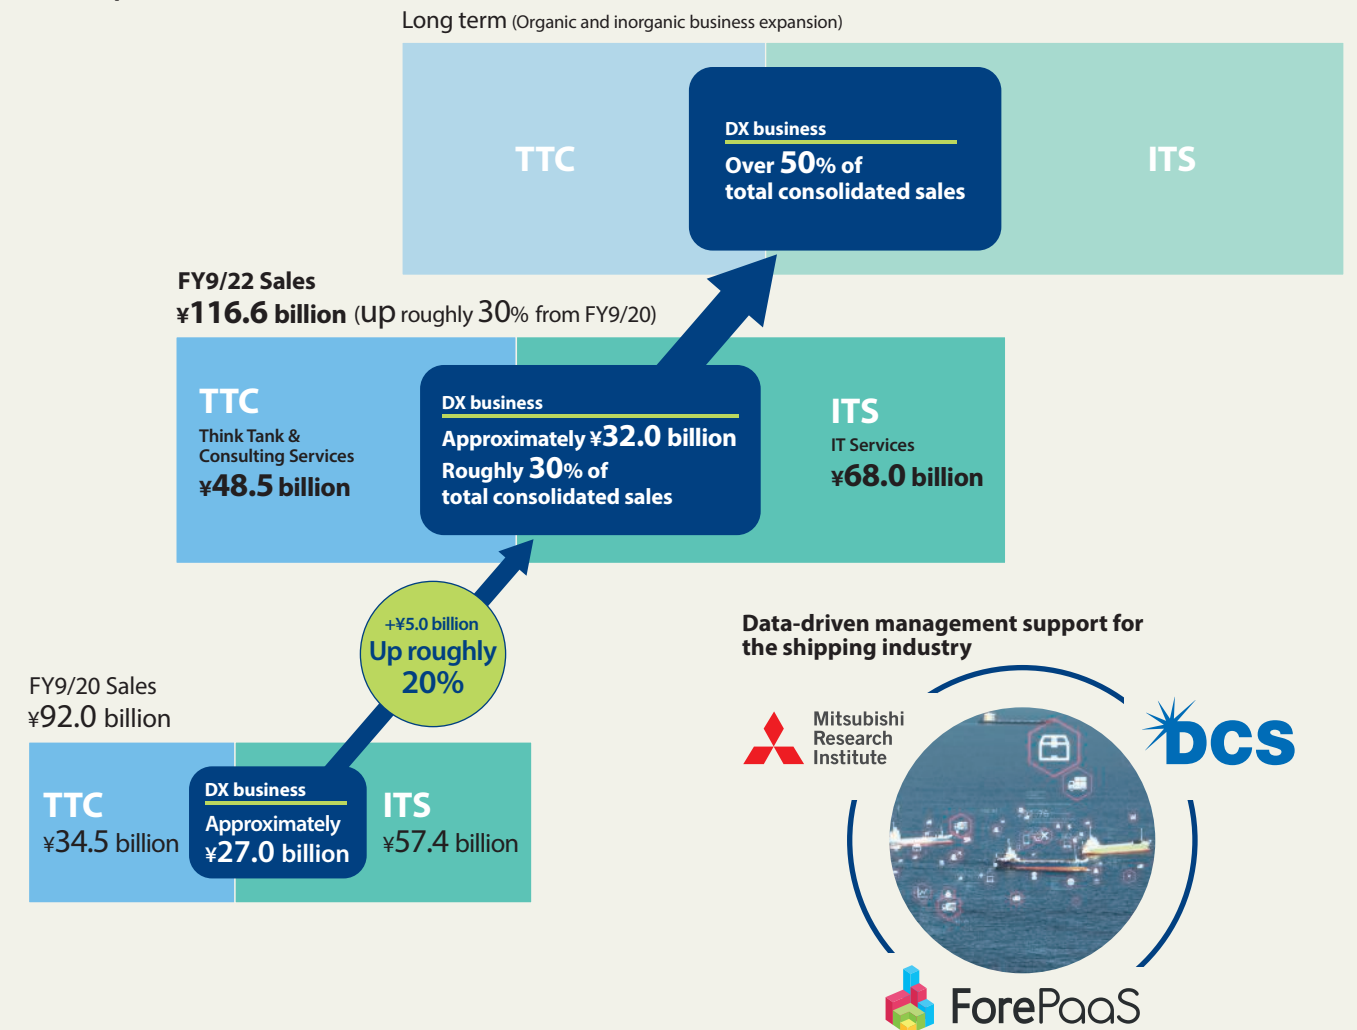 Long term (Organic and inorganic business expansion)
TTC
DX business
Over 50% of
total consolidated sales
ITS
FY9/22 Sales
¥116.6 billion (up roughly 30% from FY9/20)
TTC
Think Tank &
Consulting Services
¥48.5 billion
DX business
Approximately ¥32.0 billion
Roughly 30% of
total consolidated sales
ITS
IT Services
¥68.0 billion
+¥5.0 billion
Up roughly
20%
FY9/20 Sales
¥92.0 billion
TTC
¥34.5 billion
DX business
Approximately
¥27.0 billion
ITS
¥57.4 billion
Data-driven management support for
the shipping industry
Mitsubishi
Research
Institute
DCS
ForePaaS